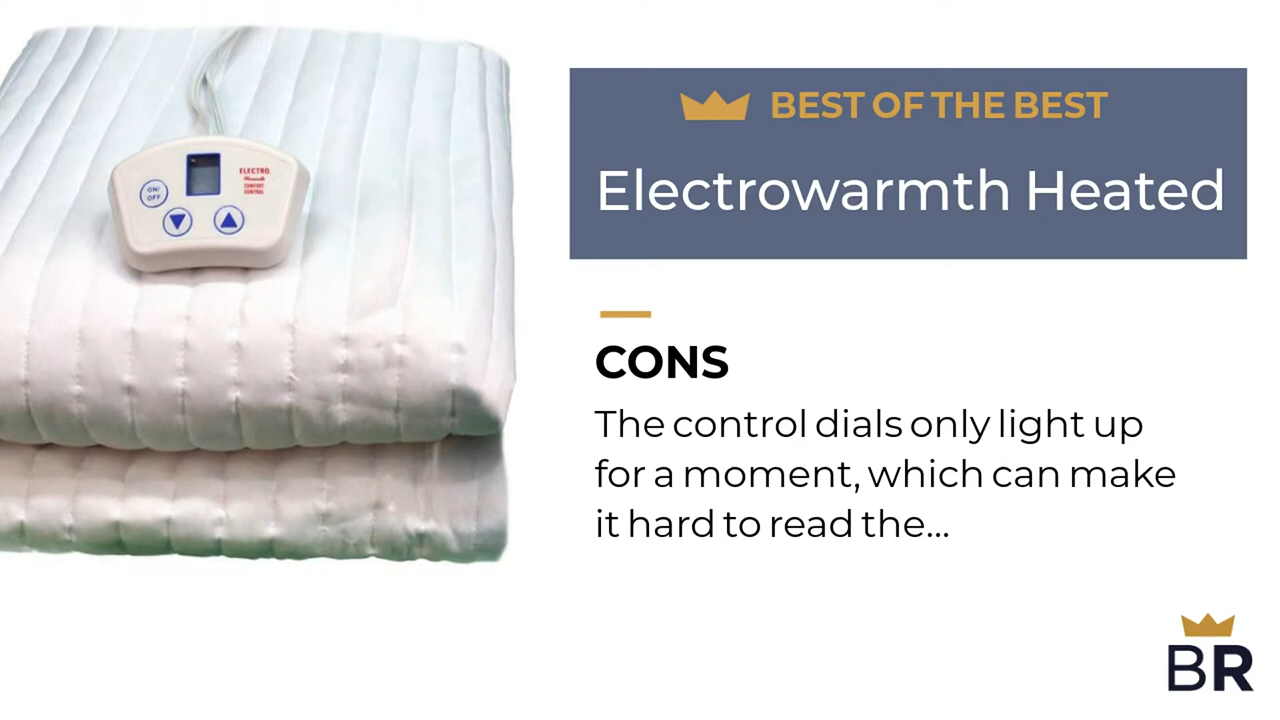 BEST OF THE BEST
Electrowarmth Heated
CONS
The control dials only light up
for a moment, which can make
it hard to read the...
ON/
OFF
ELECTRO
Warmth
COMFORT
CONTROL
BR